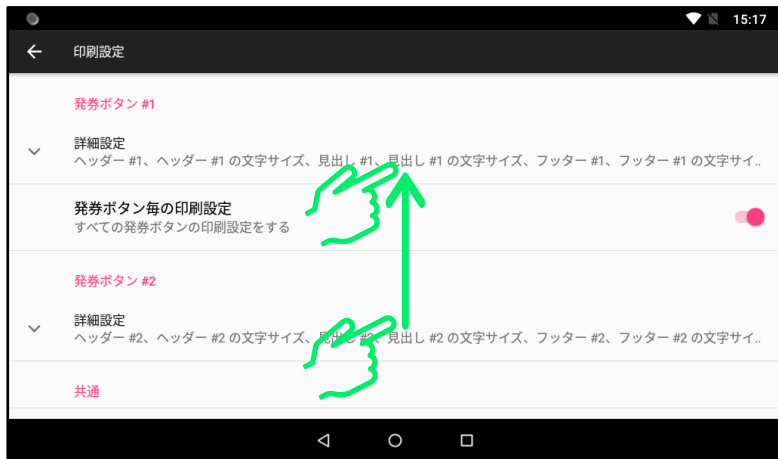 15:17
印刷設定
発券ボタン #1
詳細設定
ヘッダー #1、ヘッダー #1 の文字サイズ、見出し #1、見出し #1 の文字サイズ、フッター #1、フッター #1 の文字サイ..
発券ボタン毎の印刷設定
すべての発券ボタンの印刷設定をする
発券ボタン #2
詳細設定
ヘッダー #2、ヘッダー #2 の文字サイズ、見出し #2、見出し #2 の文字サイズ、フッター #2、フッター #2 の文字サイ..
共通